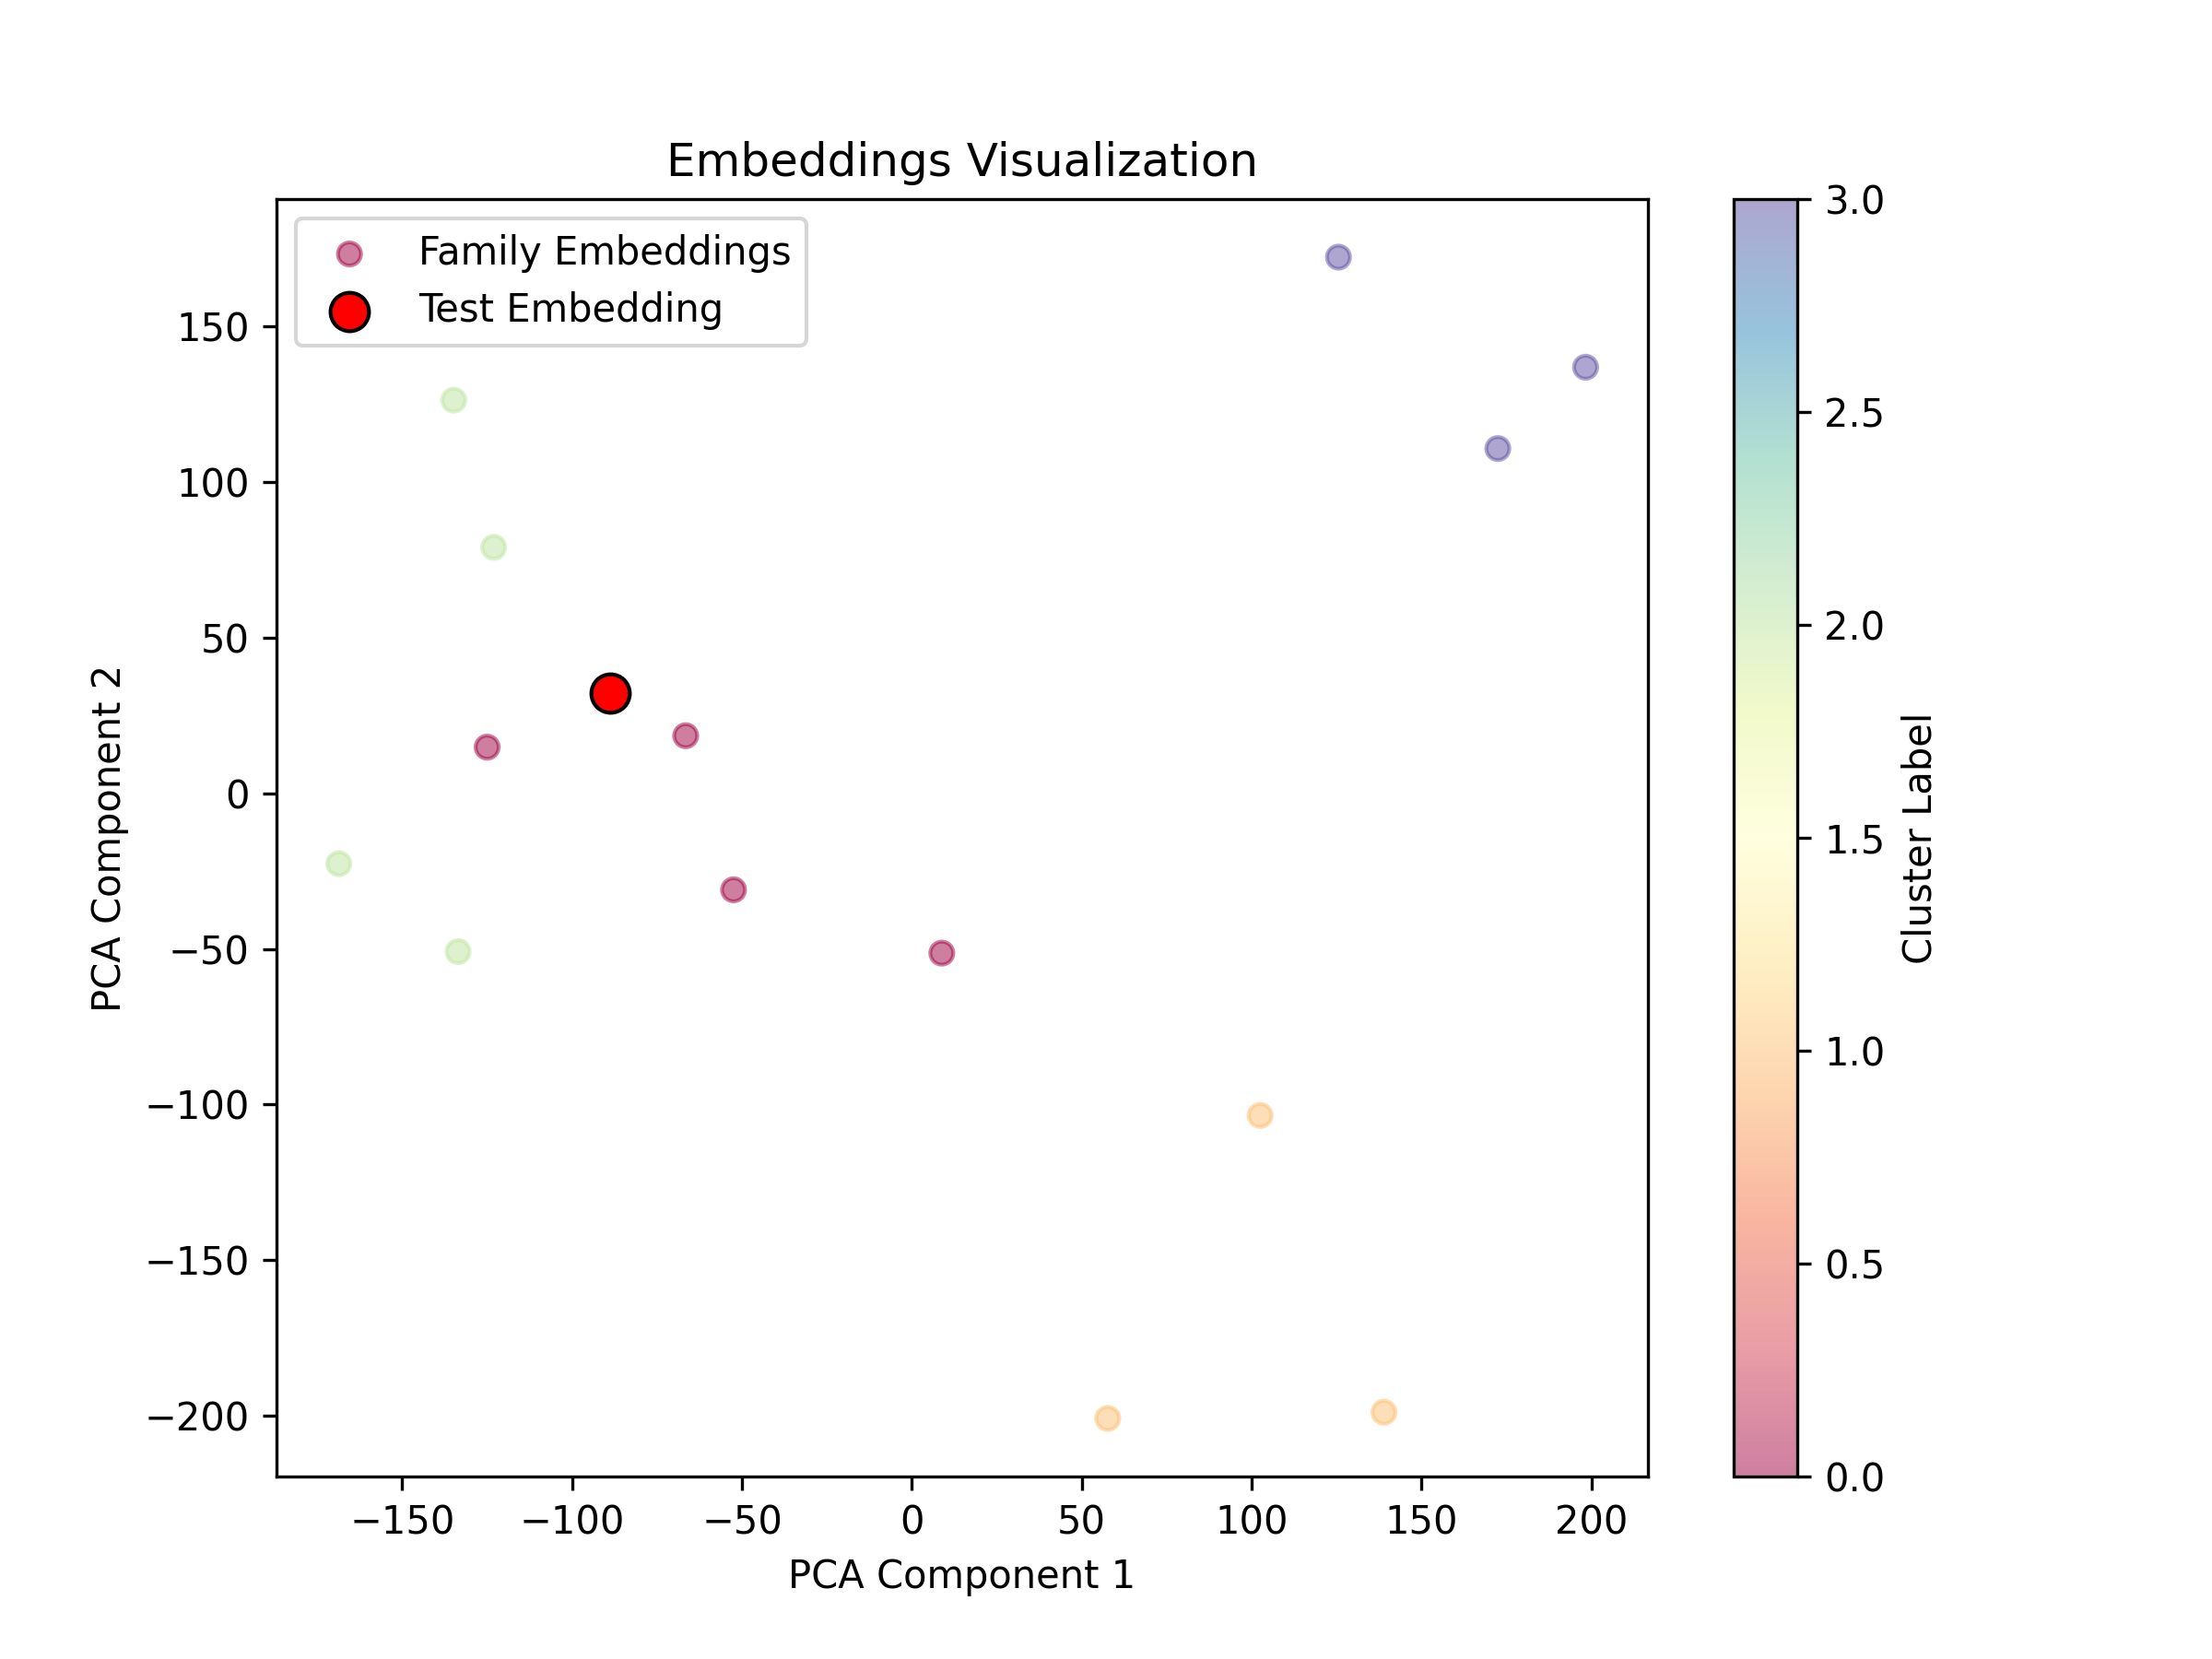 Embeddings Visualization
Family Embeddings
Test Embedding
150
100
50
0
−50
−100
−150
−200
PCA Component 2
−150 −100 −50 0 50 100 150 200
PCA Component 1
3.0
2.5
2.0
1.5
1.0
0.5
0.0
Cluster Label